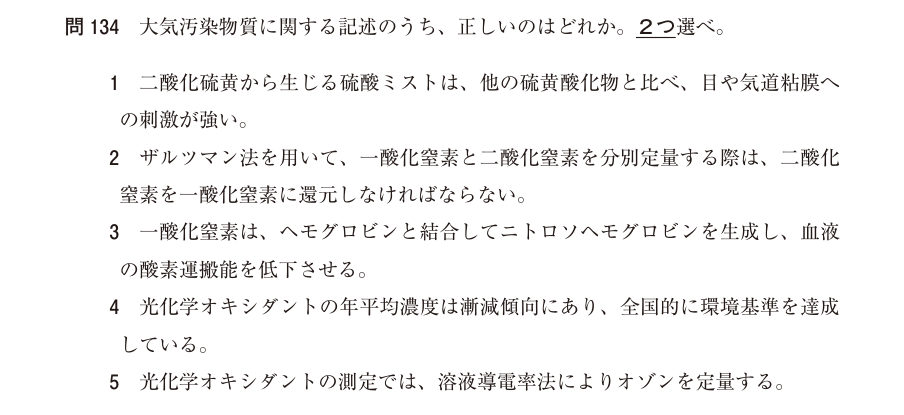 問134 大気汚染物質に関する記述のうち、正しいのはどれか。2つ選べ。
1 二酸化硫黄から生じる硫酸ミストは、他の硫黄酸化物と比べ、目や気道粘膜へ
の刺激が強い。
2 ザルツマン法を用いて、一酸化窒素と二酸化窒素を分別定量する際は、二酸化
窒素を一酸化窒素に還元しなければならない。
3 一酸化窒素は、ヘモグロビンと結合してニトロソヘモグロビンを生成し、血液
の酸素運搬能を低下させる。
4 光化学オキシダントの年平均濃度は漸減傾向にあり、全国的に環境基準を達成
している。
5 光化学オキシダントの測定では、溶液導電率法によりオゾンを定量する。